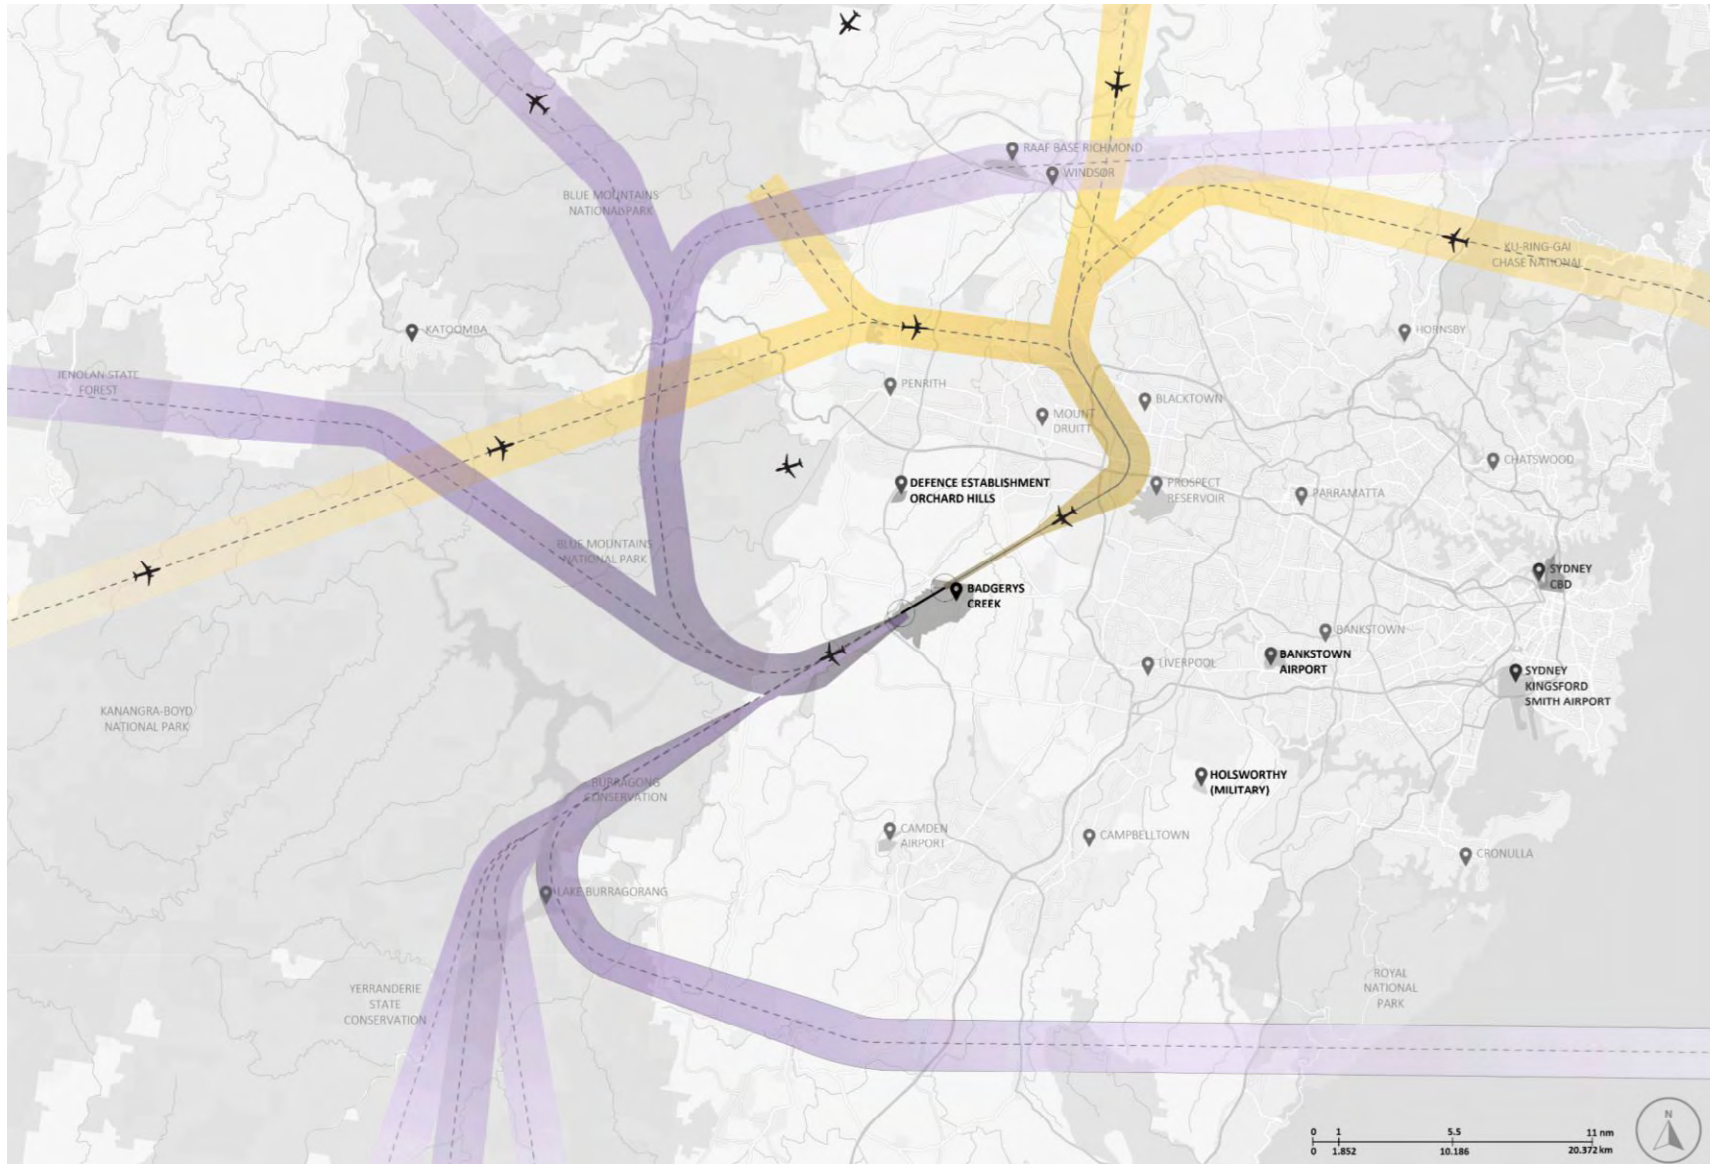 RAAF BASE RICHMOND
WINDSOR
BLUE MOUNTAINS
NATIONAL PARK
KU-RING-GAI
CHASE NATIONAL
KATOOMBA
HORNSBY
JENOLAN STATE
FOREST
PENRITH
BLACKTOWN
MOUNT
DRUITT
CHATSWOOD
DEFENCE ESTABLISHMENT
ORCHARD HILLS
PROSPECT
RESERVOIR
PARRAMATTA
BLUE MOUNTAINS
NATIONAL PARK
SYDNEY
CBD
BADGERYS
CREEK
BANKSTOWN
BANKSTOWN
AIRPORT
LIVERPOOL
SYDNEY
KINGSFORD
SMITH AIRPORT
KANANGRA-BOYD
NATIONAL PARK
BURRAGONG
CONSERVATION
HOLSWORTHY
(MILITARY)
CAMDEN
AIRPORT
CAMPBELLTOWN
CRONULLA
LAKE BURRAGORANG
YERRANDERIE
STATE
CONSERVATION
ROYAL
NATIONAL
PARK
N
0 1 5.5 11 nm
0 1.852 10.186 20.372 km